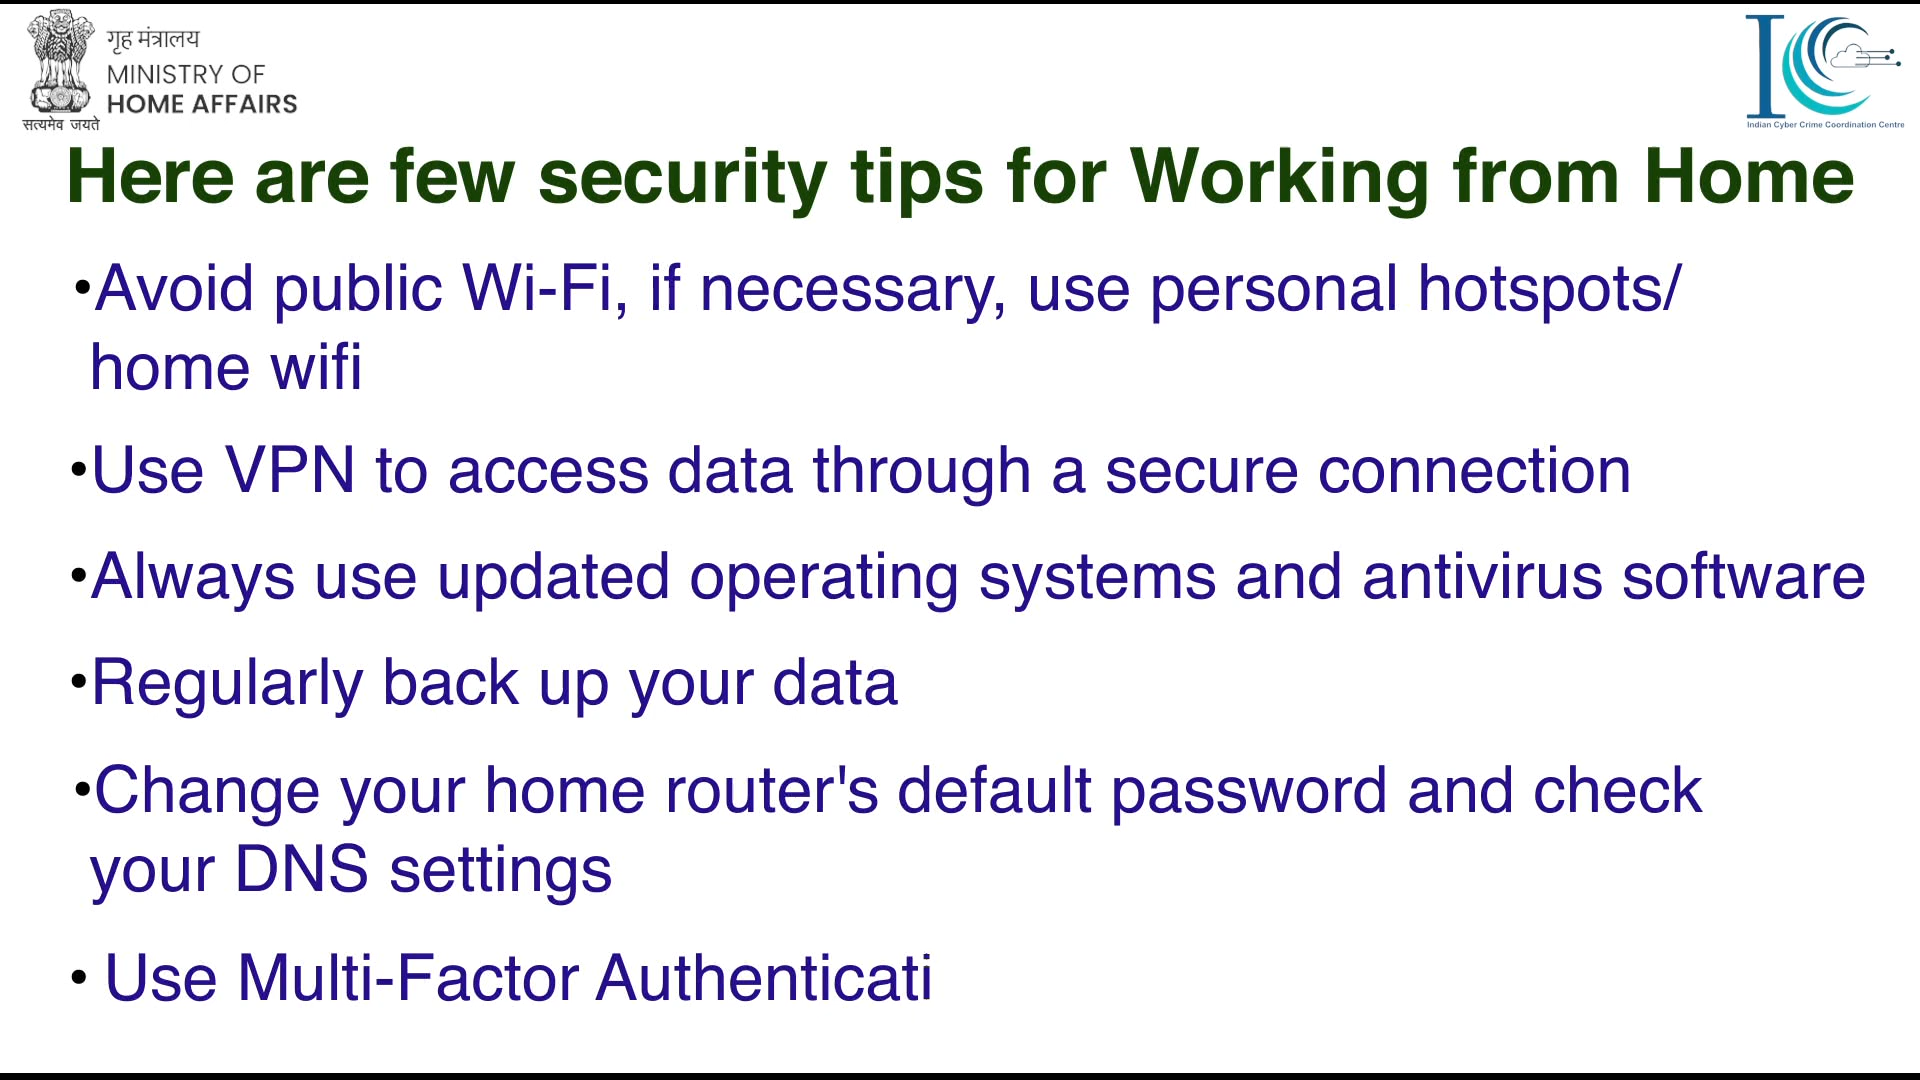 गृह मंत्रालय
MINISTRY OF
HOME AFFAIRS
सत्यमेव जयते
Indian Cyber Crime Coordination Centre
Here are few security tips for Working from Home
•Avoid public Wi-Fi, if necessary, use personal hotspots/
home wifi
•Use VPN to access data through a secure connection
•Always use updated operating systems and antivirus software
•Regularly back up your data
•Change your home router's default password and check
your DNS settings
• Use Multi-Factor Authenticati